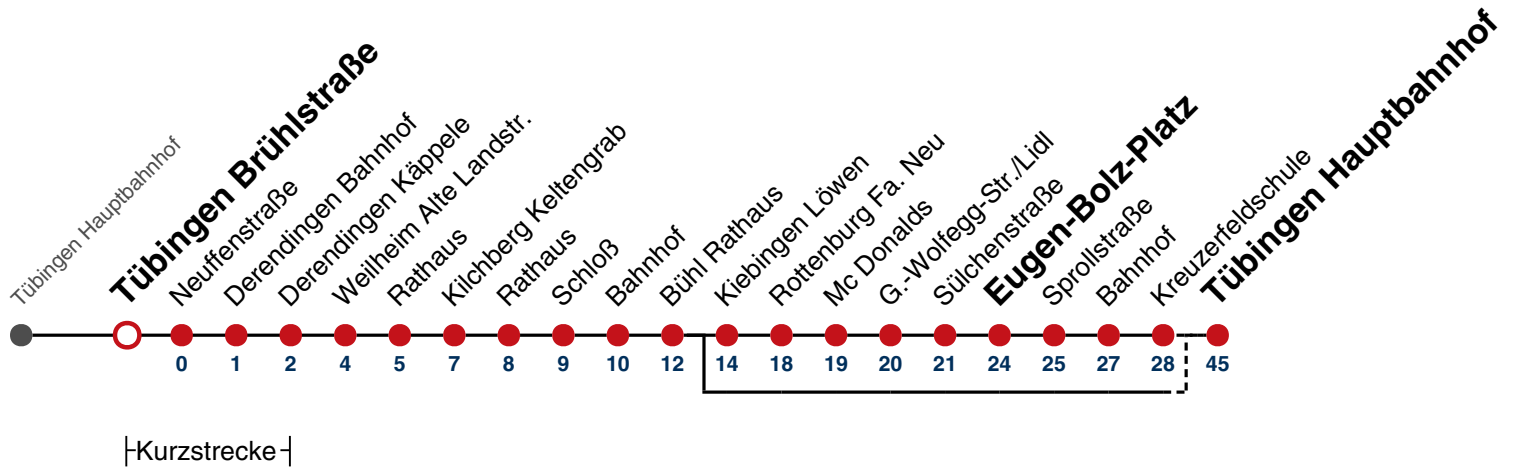 Tübingen Hauptbahnhof
Tübingen Brühlstraße
Neuffenstraße
Derendingen Bahnhof
Derendingen Käppele
Weilheim Alte Landstr.
Rathaus
Kilchberg Keltengrab
Rathaus
Schloß
Bahnhof
Bühl Rathaus
Kiebingen Löwen
Rottenburg Fa. Neu
Mc Donalds
G.-Wolfegg-Str./Lidl
Sülchenstraße
Eugen-Bolz-Platz
Sprollstraße
Bahnhof
Kreuzerfeldschule
Tübingen Hauptbahnhof
0 1 2 4 5 7 8 9 10 12 14 18 19 20 21 24 25 27 28 45
Kurzstrecke